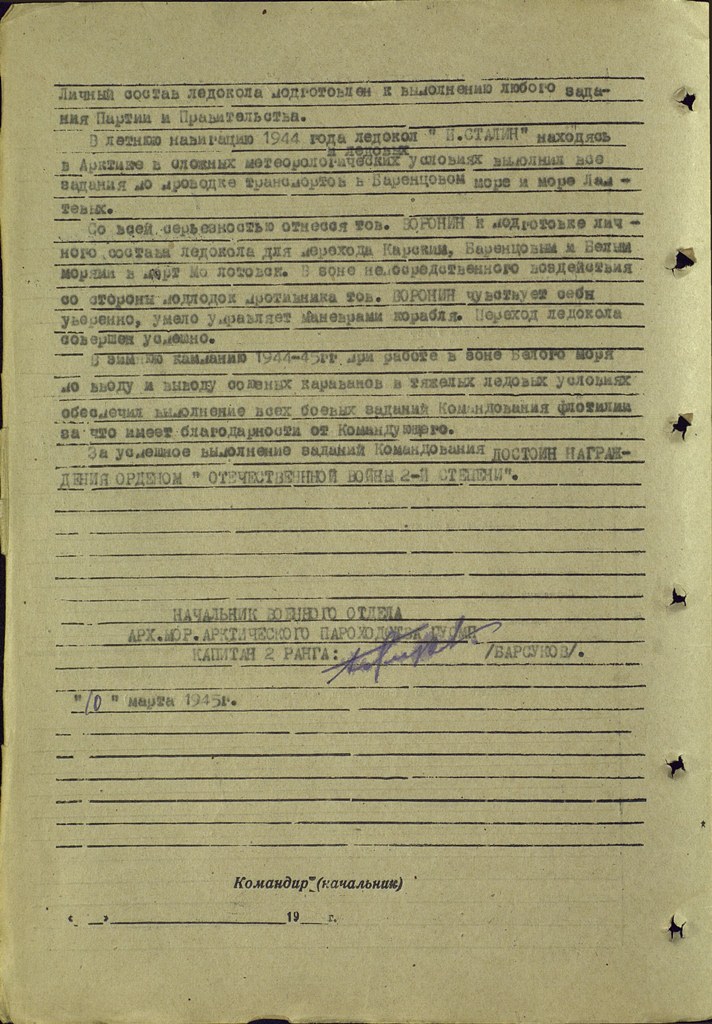 Личный состав ледокола подготовлен к выполнению любого зада-
ния Партии и Правительства.
В летнюю навигацию 1944 года ледокол " И.СТАЛИН" находясь
и ледовых
в Арктике в сложных метеорологических условиях выполнил все
задания по проводке транспортов в Баренцовом море и море Лап -
тевых.
Со всей серьезностью отнесся тов. ВОРОНИН к подготовке лич -
ного состава ледокола для перехода Карским, Баренцовым и Белым
морями в порт Молотовск. В зоне непосредственного воздействия
со стороны подлодок противника тов. ВОРОНИН чувствует себя
уверенно, умело управляет маневрами корабля. Переход ледокола
совершен успешно.
В зимнюю кампанию 1944-45гг при работе в зоне Белого моря
по вводу и выводу союзных караванов в тяжелых ледовых условиях
обеспечил выполнение всех боевых заданий Командования флотилии
за что имеет благодарности от Командующего.
За успешное выполнение заданий Командования ДОСТОИН НАГРАЖ-
ДЕНИЯ ОРДЕНОМ " ОТЕЧЕСТВЕННОЙ ВОЙНЫ 2-Й СТЕПЕНИ".
НАЧАЛЬНИК ВОЕННОГО ОТДЕЛА
АРХ.МОР.АРКТИЧЕСКОГО ПАРОХОДСТВА ГУСМП
КАПИТАН 2 РАНГА: /БАРСУКОВ/.
"10" марта 1945г.
Командир (начальник)
« » 19 г.